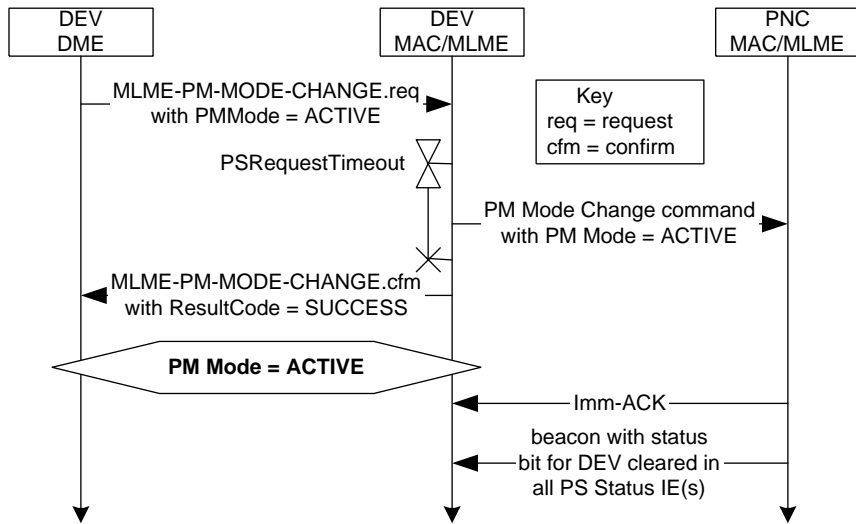 DEV
DME
DEV
MAC/MLME
PNC
MAC/MLME
MLME-PM-MODE-CHANGE.req
with PMMode = ACTIVE
Key
req = request
cfm = confirm
PSRequestTimeout
PM Mode Change command
with PM Mode = ACTIVE
MLME-PM-MODE-CHANGE.cfm
with ResultCode = SUCCESS
PM Mode = ACTIVE
Imm-ACK
beacon with status
bit for DEV cleared in
all PS Status IE(s)